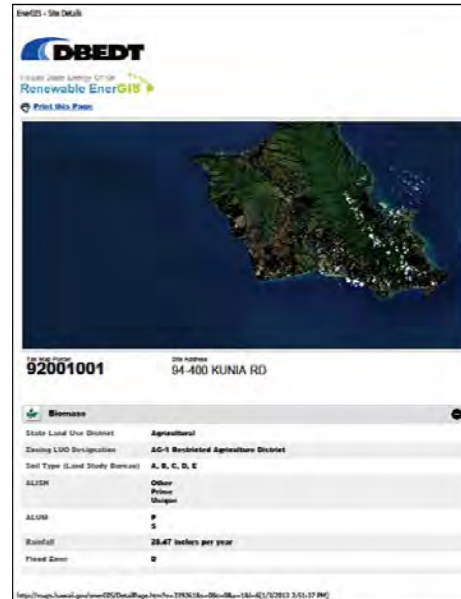 EnerGIS - Site Details
DBEDT
Hawaii State Energy Office
Renewable EnerGIS
Print this Page
Tax Map Parcel
92001001
Site Address
94-400 KUNIA RD
Biomass
State Land Use District Agricultural
Zoning LUO Designation AG-1 Restricted Agriculture District
Soil Type (Land Study Bureau) A, B, C, D, E
ALISH Other
Prime
Unique
ALUM P
S
Rainfall 28.47 inches per year
Flood Zone D